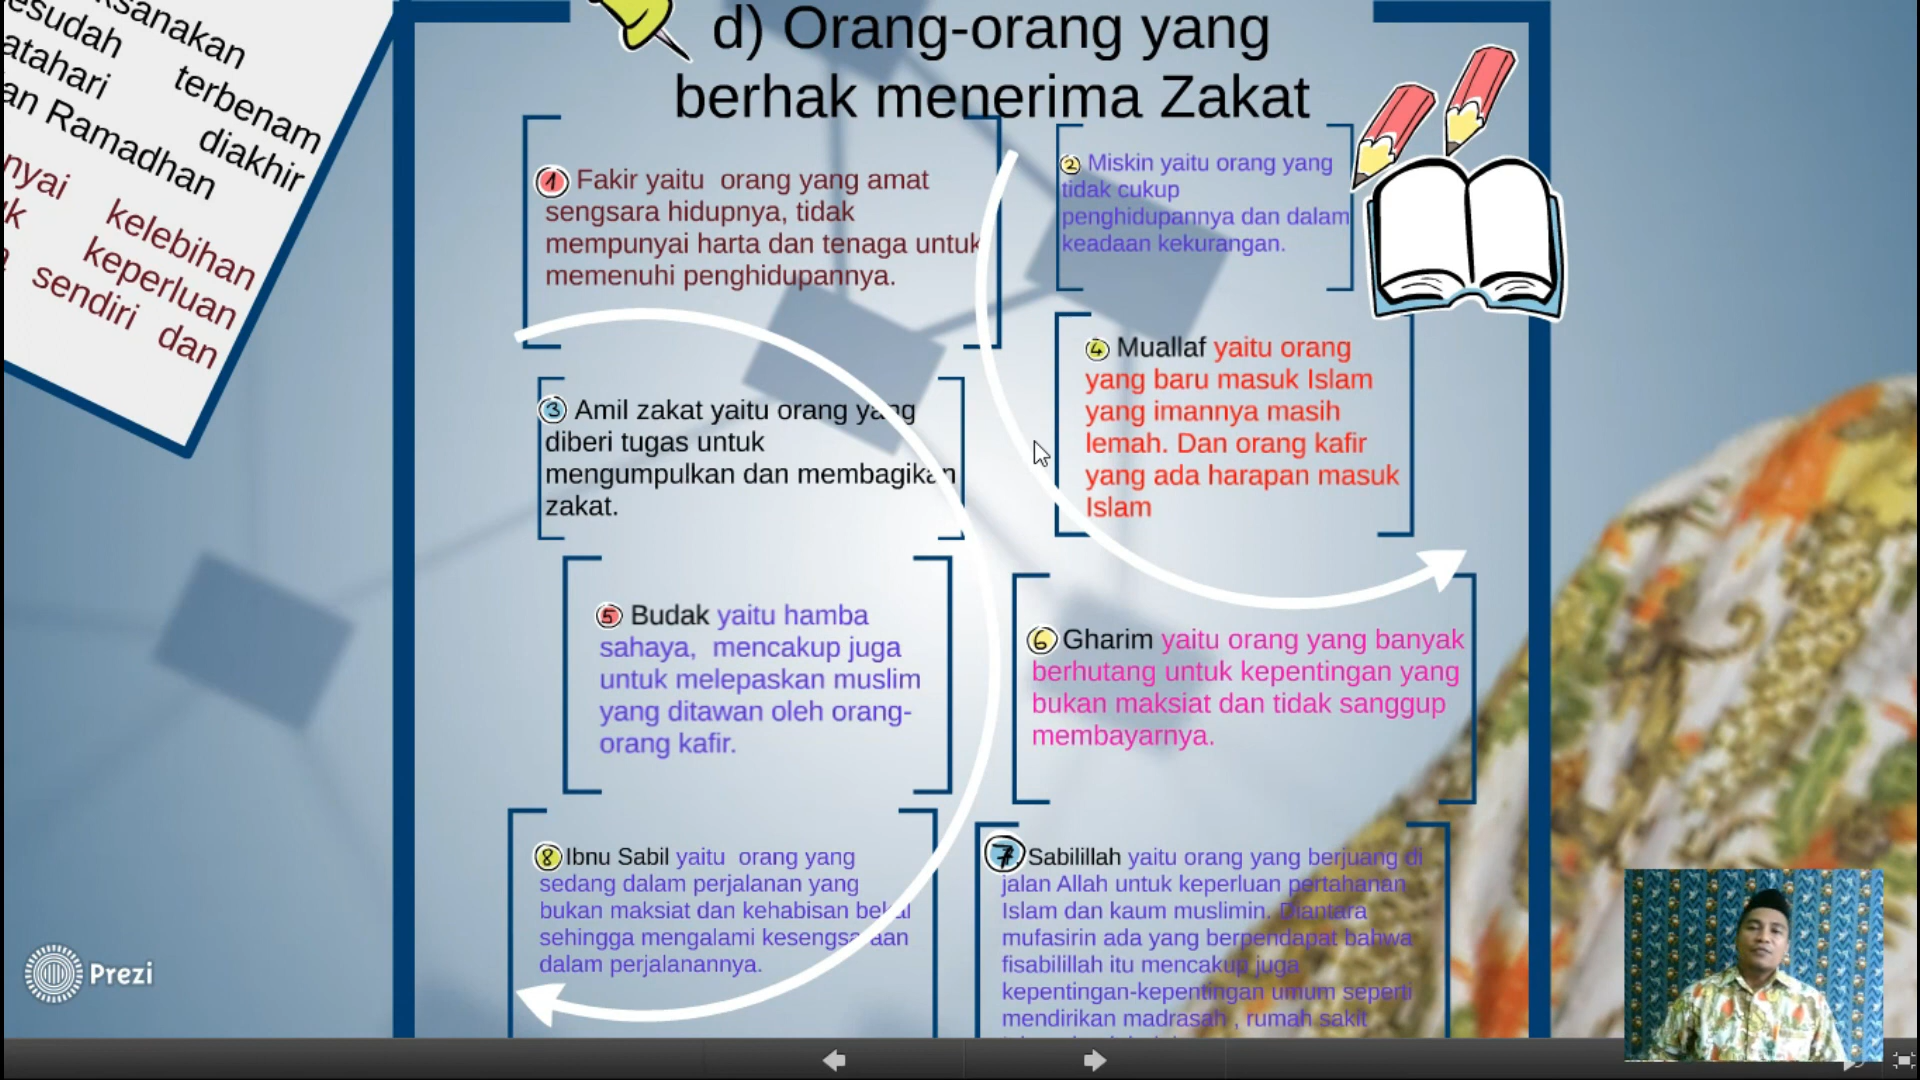 ksanakan
esudah terbenam
atahari diakhir
an Ramadhan
nyai kelebihan
k keperluan
sendiri dan
d) Orang-orang yang
berhak menerima Zakat
1 Fakir yaitu orang yang amat
sengsara hidupnya, tidak
mempunyai harta dan tenaga untuk
memenuhi penghidupannya.
2 Miskin yaitu orang yang
tidak cukup
penghidupannya dan dalam
keadaan kekurangan.
3 Amil zakat yaitu orang yang
diberi tugas untuk
mengumpulkan dan membagikan
zakat.
4 Muallaf yaitu orang
yang baru masuk Islam
yang imannya masih
lemah. Dan orang kafir
yang ada harapan masuk
Islam
5 Budak yaitu hamba
sahaya, mencakup juga
untuk melepaskan muslim
yang ditawan oleh orang-
orang kafir.
6 Gharim yaitu orang yang banyak
berhutang untuk kepentingan yang
bukan maksiat dan tidak sanggup
membayarnya.
8 Ibnu Sabil yaitu orang yang
sedang dalam perjalanan yang
bukan maksiat dan kehabisan bekal
sehingga mengalami kesengsaraan
dalam perjalanannya.
7. Sabilillah yaitu orang yang berjuang di
jalan Allah untuk keperluan pertahanan
Islam dan kaum muslimin. Diantara
mufasirin ada yang berpendapat bahwa
fisabilillah itu mencakup juga
kepentingan-kepentingan umum seperti
mendirikan madrasah , rumah sakit
Prezi